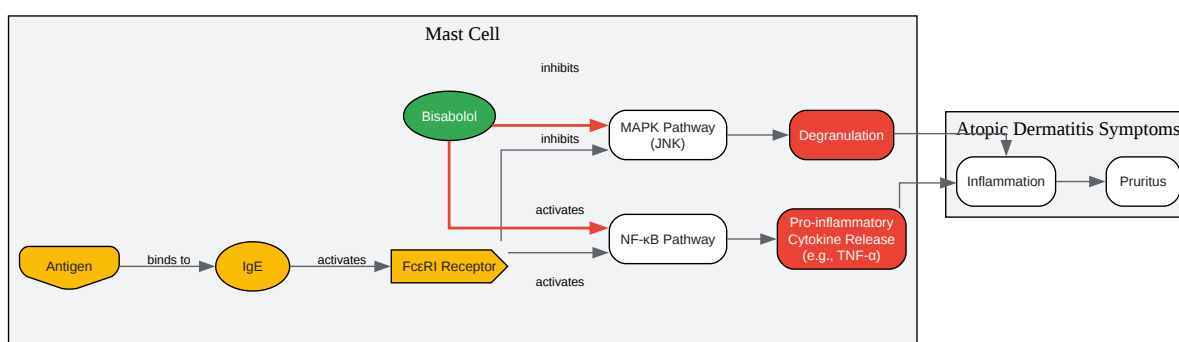 Mast Cell
inhibits
Bisabolol
inhibits
MAPK Pathway
(JNK)
Degranulation
Atopic Dermatitis Symptoms
Inflammation
Pruritus
activates
NF-κB Pathway
Pro-inflammatory
Cytokine Release
(e.g., TNF-α)
Antigen
binds to
IgE
activates
FcεRI Receptor
activates